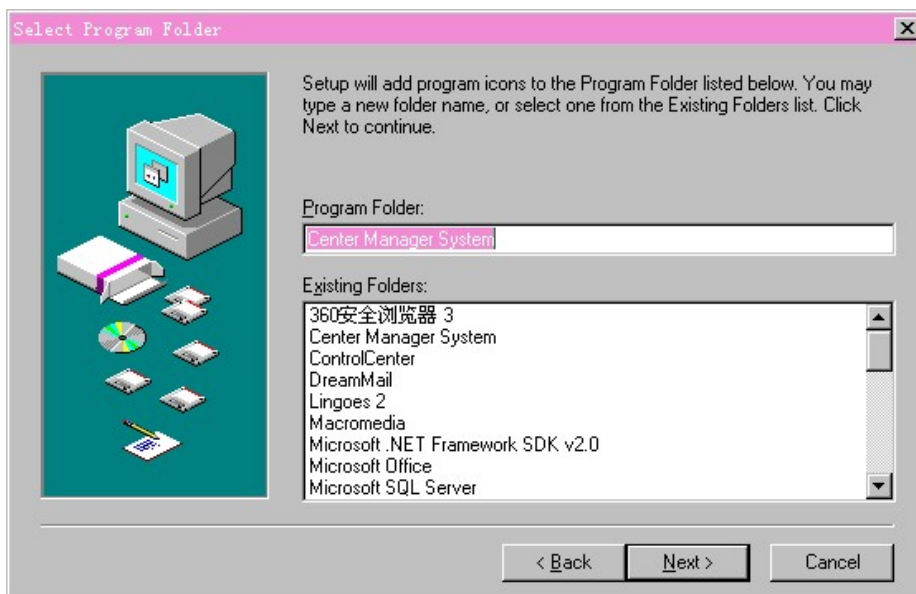 Select Program Folder
Setup will add program icons to the Program Folder listed below. You may
type a new folder name, or select one from the Existing Folders list. Click
Next to continue.
Program Folder:
Center Manager System
Existing Folders:
360安全浏览器 3
Center Manager System
ControlCenter
DreamMail
Lingoes 2
Macromedia
Microsoft .NET Framework SDK v2.0
Microsoft Office
Microsoft SQL Server
< Back
Next >
Cancel